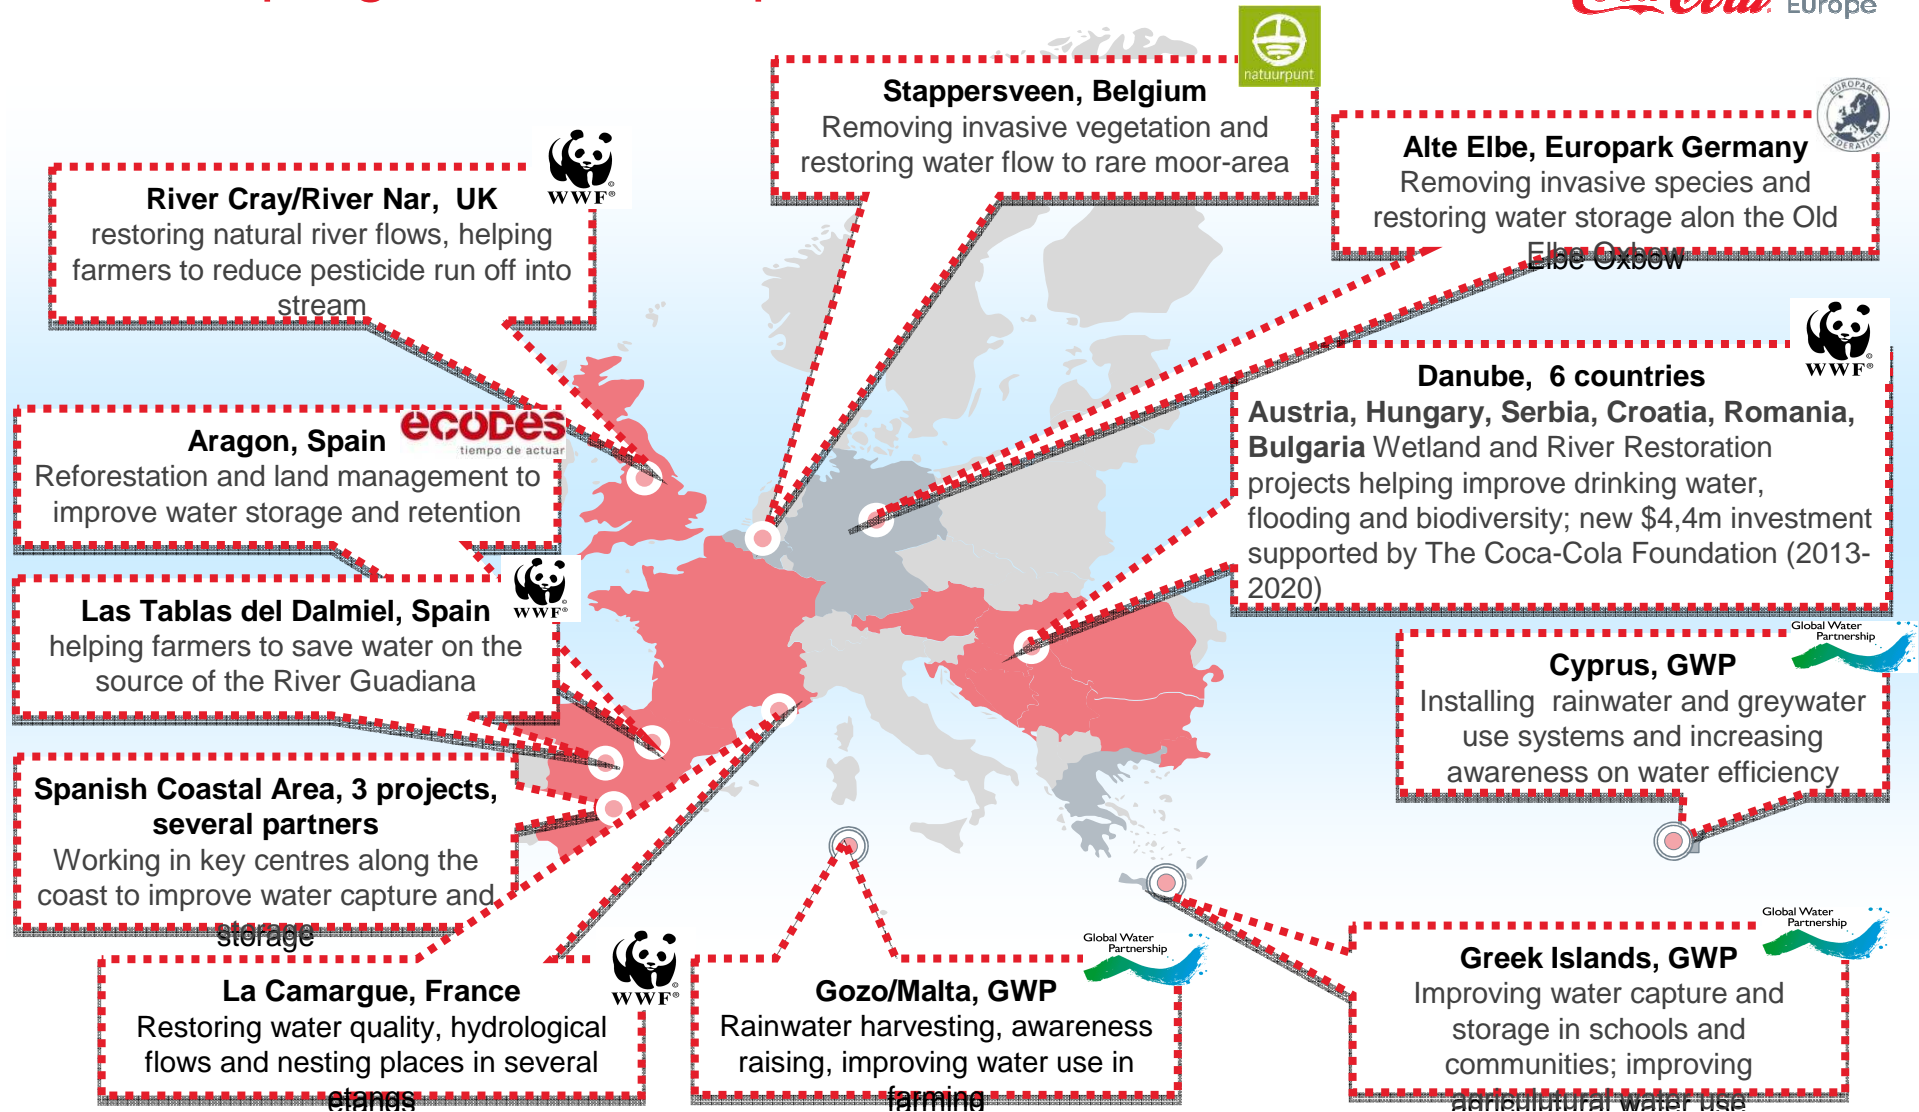 Coca-Cola Europe
natuurpunt
Stappersveen, Belgium
Removing invasive vegetation and
restoring water flow to rare moor-area
EUROPARC
FEDERATION
Alte Elbe, Europark Germany
Removing invasive species and
restoring water storage alon the Old
Elbe Oxbow
WWF®
River Cray/River Nar, UK
restoring natural river flows, helping
farmers to reduce pesticide run off into
stream
WWF®
Danube, 6 countries
Austria, Hungary, Serbia, Croatia, Romania,
Bulgaria Wetland and River Restoration
projects helping improve drinking water,
flooding and biodiversity; new $4,4m investment
supported by The Coca-Cola Foundation (2013-
2020)
ecodes
tiempo de actuar
Aragon, Spain
Reforestation and land management to
improve water storage and retention
WWF®
Las Tablas del Dalmiel, Spain
helping farmers to save water on the
source of the River Guadiana
Global Water
Partnership
Cyprus, GWP
Installing rainwater and greywater
use systems and increasing
awareness on water efficiency
Spanish Coastal Area, 3 projects,
several partners
Working in key centres along the
coast to improve water capture and
storage
WWF®
La Camargue, France
Restoring water quality, hydrological
flows and nesting places in several
etangs
Global Water
Partnership
Gozo/Malta, GWP
Rainwater harvesting, awareness
raising, improving water use in
farming
Global Water
Partnership
Greek Islands, GWP
Improving water capture and
storage in schools and
communities; improving
agriculutural water use